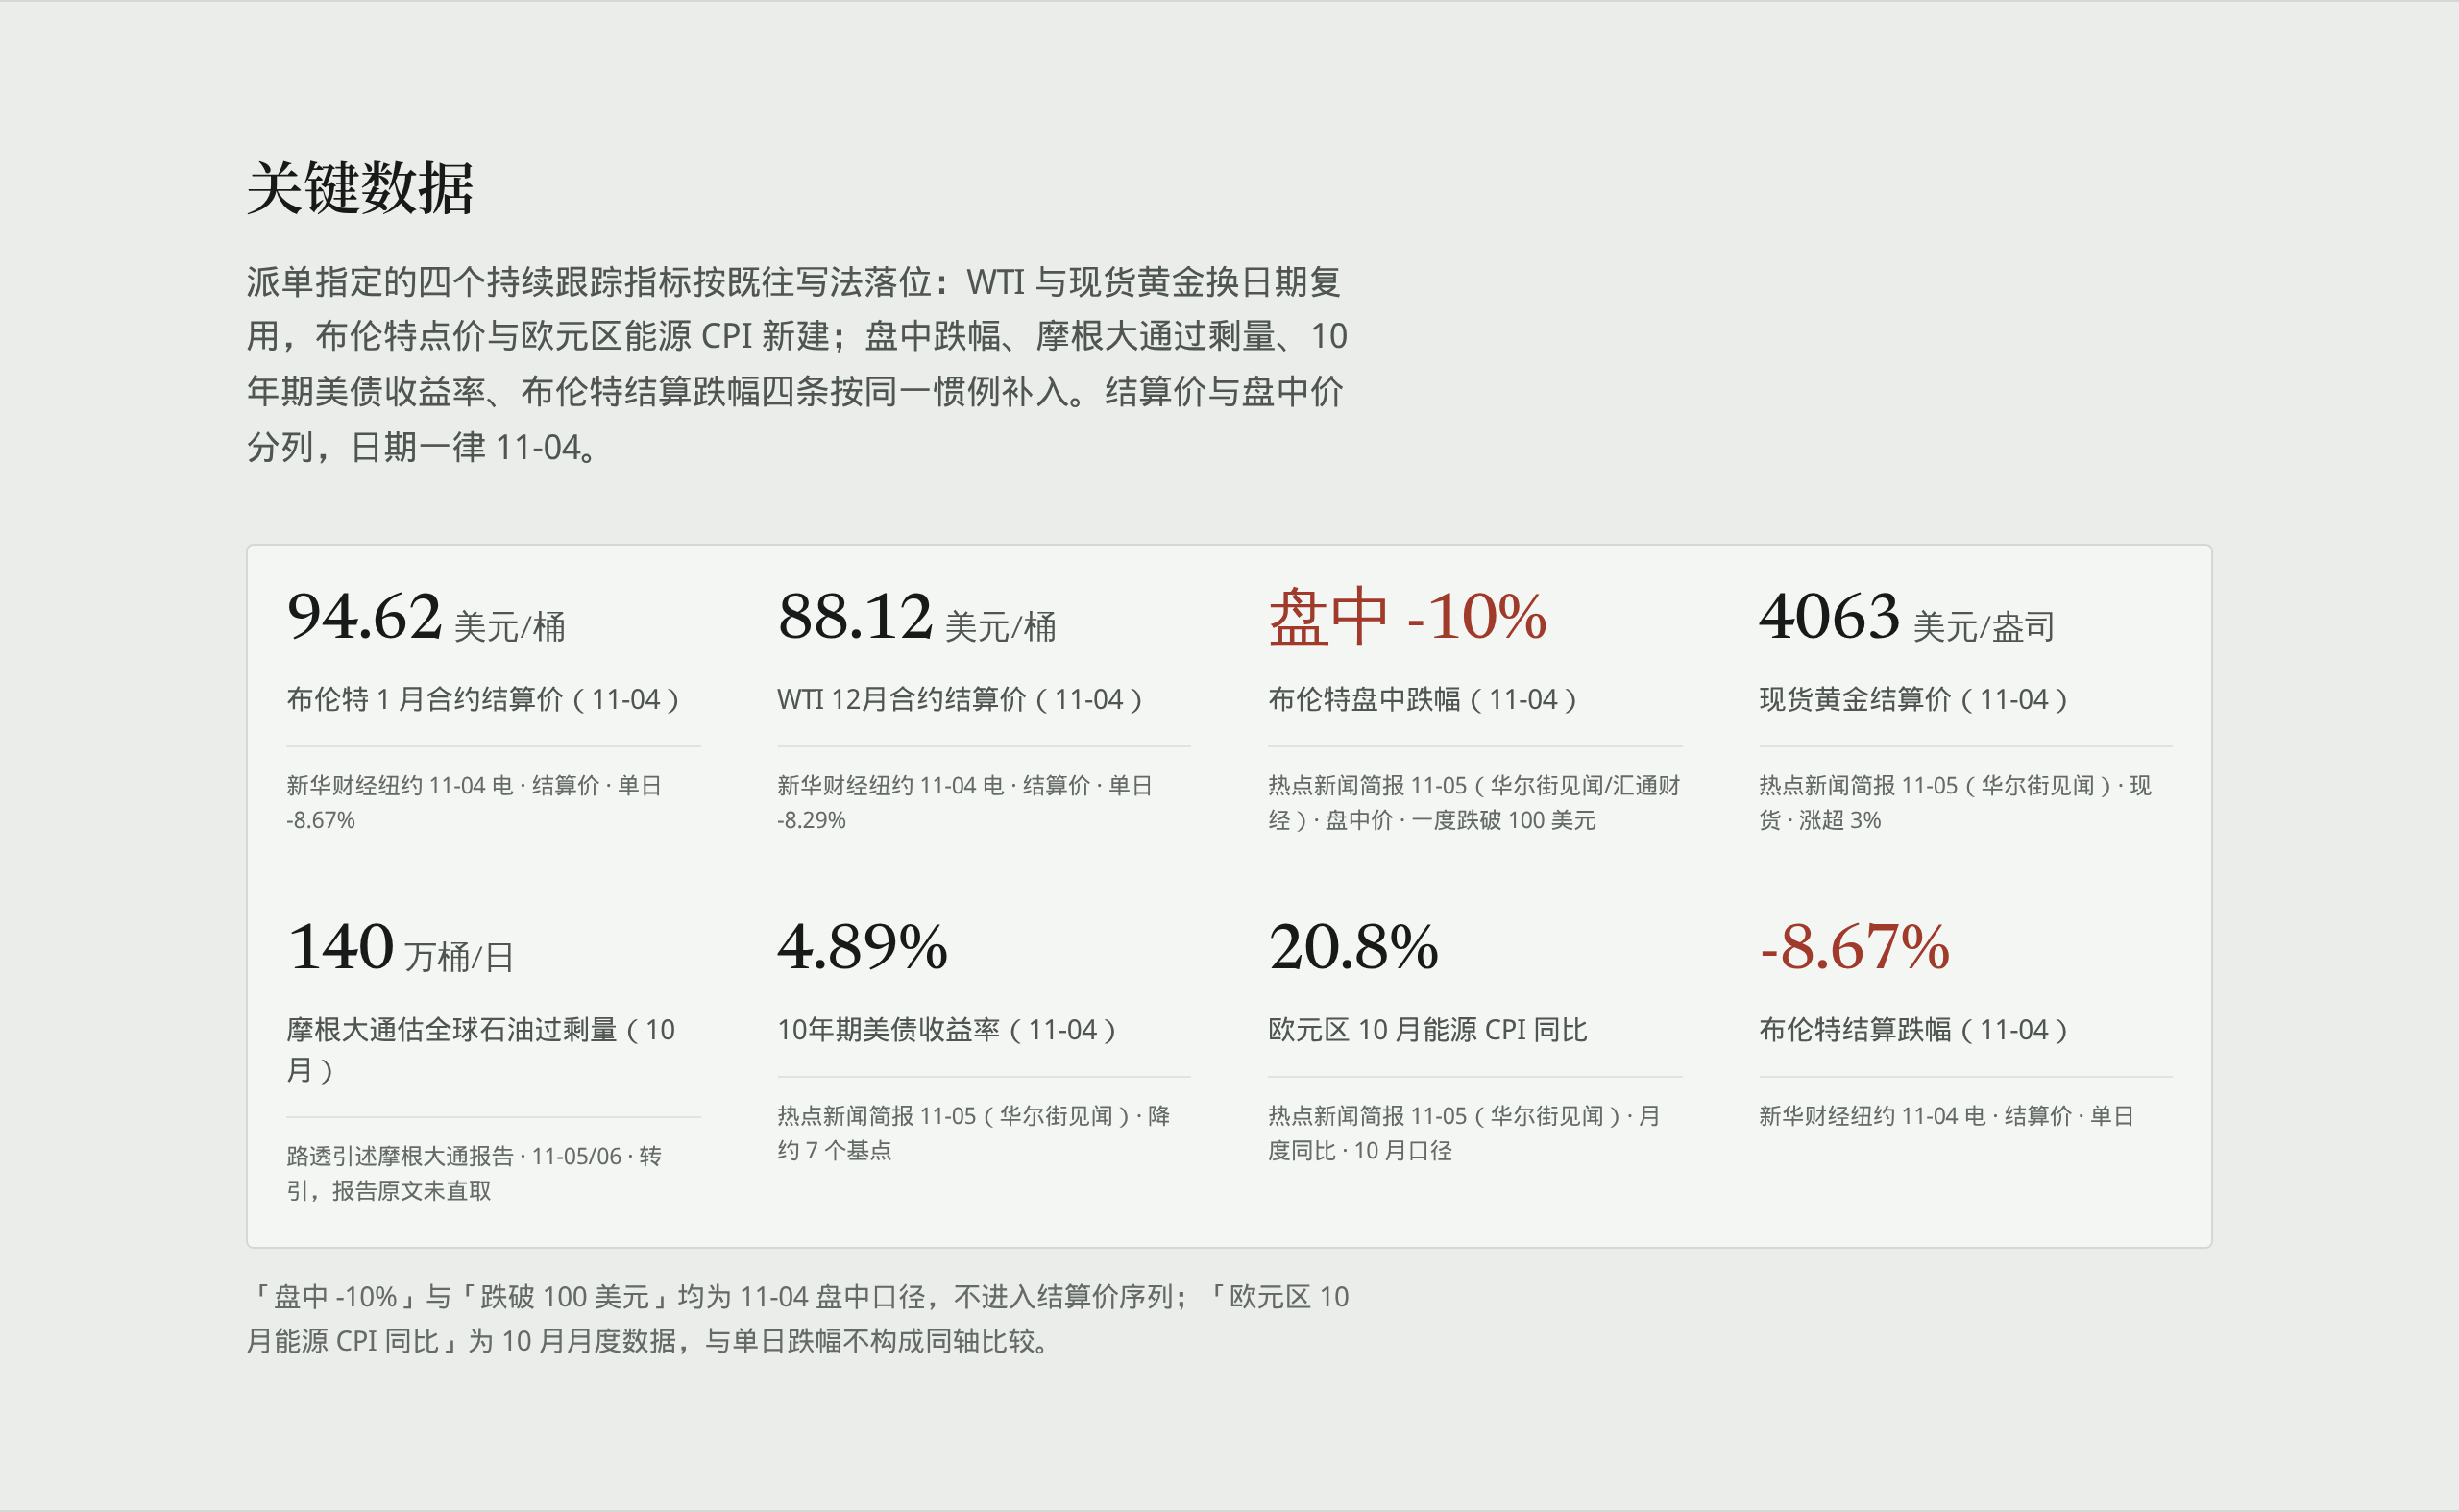 关键数据
派单指定的四个持续跟踪指标按既往写法落位：WTI 与现货黄金换日期复
用，布伦特点价与欧元区能源 CPI 新建；盘中跌幅、摩根大通过剩量、10
年期美债收益率、布伦特结算跌幅四条按同一惯例补入。结算价与盘中价
分列，日期一律 11-04。
94.62 美元/桶
布伦特 1 月合约结算价（11-04）
新华财经纽约 11-04 电 · 结算价 · 单日
-8.67%
88.12 美元/桶
WTI 12月合约结算价（11-04）
新华财经纽约 11-04 电 · 结算价 · 单日
-8.29%
盘中 -10%
布伦特盘中跌幅（11-04）
热点新闻简报 11-05（华尔街见闻/汇通财
经）· 盘中价 · 一度跌破 100 美元
4063 美元/盎司
现货黄金结算价（11-04）
热点新闻简报 11-05（华尔街见闻）· 现
货 · 涨超 3%
140 万桶/日
摩根大通估全球石油过剩量（10
月）
路透引述摩根大通报告 · 11-05/06 · 转
引，报告原文未直取
4.89%
10年期美债收益率（11-04）
热点新闻简报 11-05（华尔街见闻）· 降
约 7 个基点
20.8%
欧元区 10 月能源 CPI 同比
热点新闻简报 11-05（华尔街见闻）· 月
度同比 · 10 月口径
-8.67%
布伦特结算跌幅（11-04）
新华财经纽约 11-04 电 · 结算价 · 单日
「盘中 -10%」与「跌破 100 美元」均为 11-04 盘中口径，不进入结算价序列；「欧元区 10
月能源 CPI 同比」为 10 月月度数据，与单日跌幅不构成同轴比较。